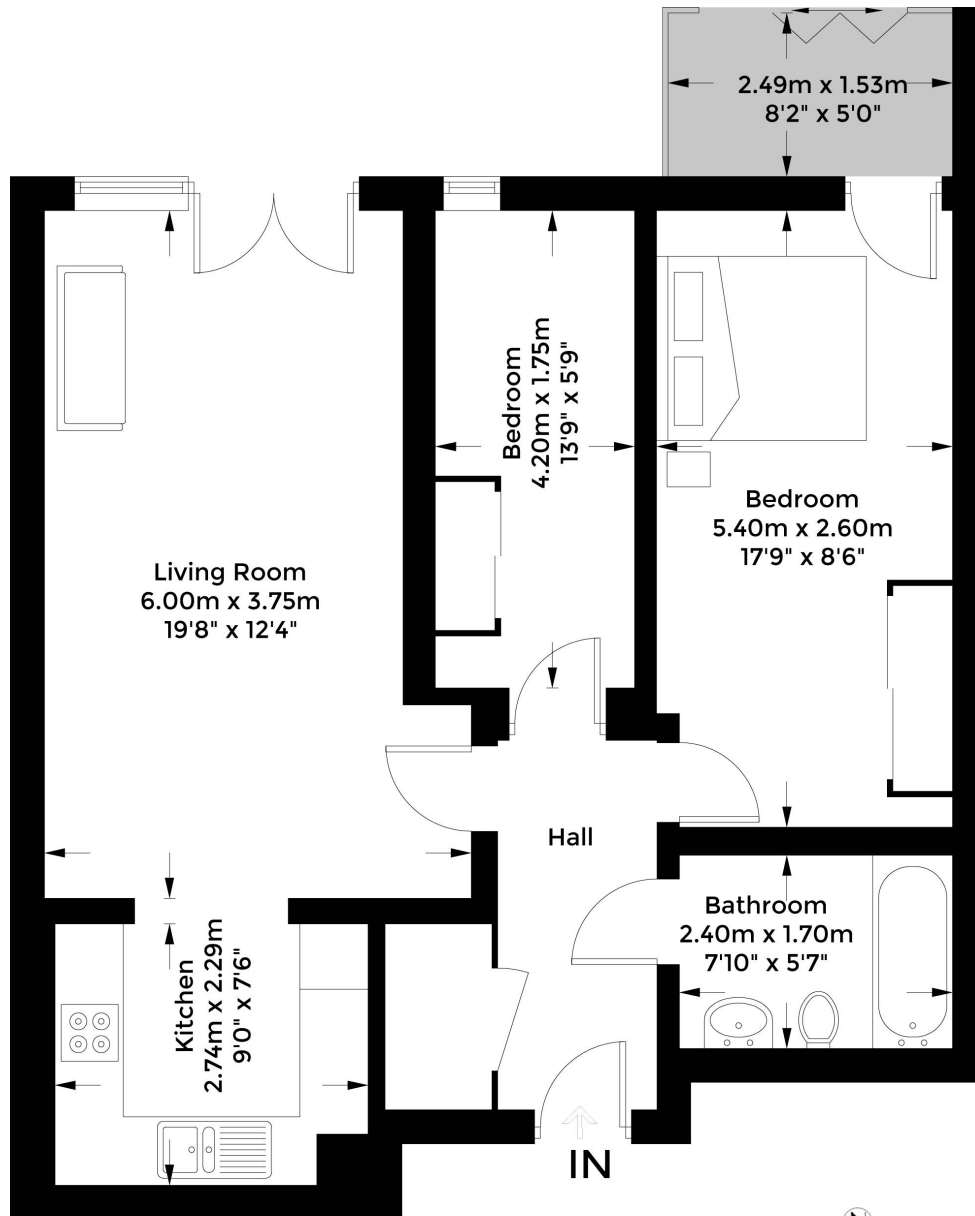 2.49m x 1.53m
8'2" x 5'0"
Bedroom
4.20m x 1.75m
13'9" x 5'9"
Bedroom
5.40m x 2.60m
17'9" x 8'6"
Living Room
6.00m x 3.75m
19'8" x 12'4"
Hall
Bathroom
2.40m x 1.70m
7'10" x 5'7"
Kitchen
2.74m x 2.29m
9'0" x 7'6"
IN